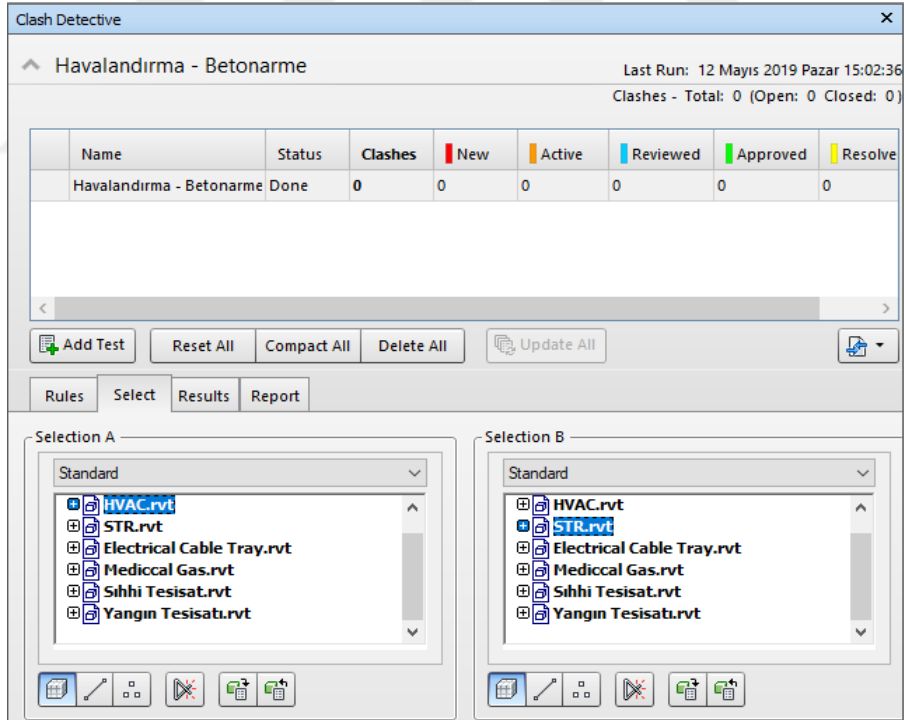 Clash Detective
Havalandırma - Betonarme
Last Run: 12 Mayıs 2019 Pazar 15:02:36
Clashes - Total: 0 (Open: 0 Closed: 0)
Name Status Clashes New Active Reviewed Approved Resolve
Havalandırma - Betonarme Done 0 0 0 0 0 0
Add Test Reset All Compact All Delete All Update All
Rules Select Results Report
Selection A Selection B
Standard Standard
HVAC.rvt HVAC.rvt
STR.rvt STR.rvt
Electrical Cable Tray.rvt Electrical Cable Tray.rvt
Mediccal Gas.rvt Mediccal Gas.rvt
Sıhhi Tesisat.rvt Sıhhi Tesisat.rvt
Yangın Tesisatı.rvt Yangın Tesisatı.rvt